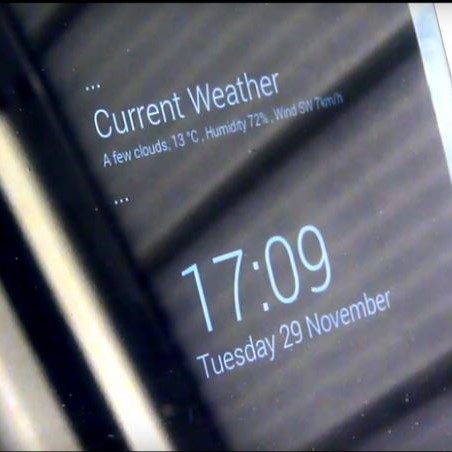 ...
Current Weather
A few clouds, 13 °C , Humidity 72% , Wind SW 7km/h
...
17:09
Tuesday 29 November